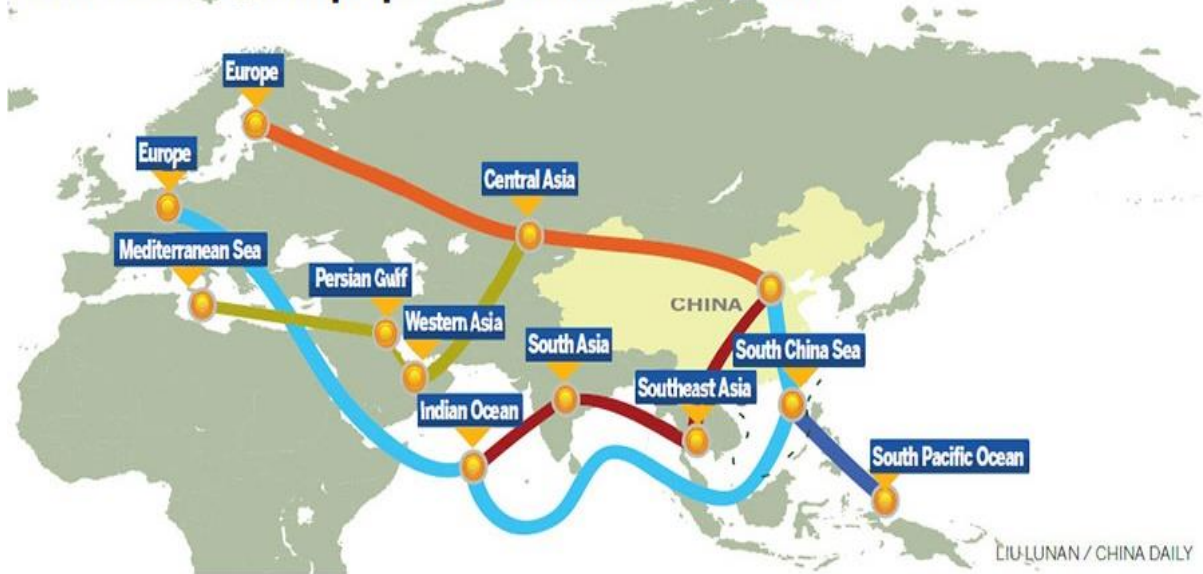 Europe
Europe
Central Asia
Mediterranean Sea
Persian Gulf
CHINA
Western Asia
South Asia
South China Sea
Southeast Asia
Indian Ocean
South Pacific Ocean
LIU LUNAN / CHINA DAILY